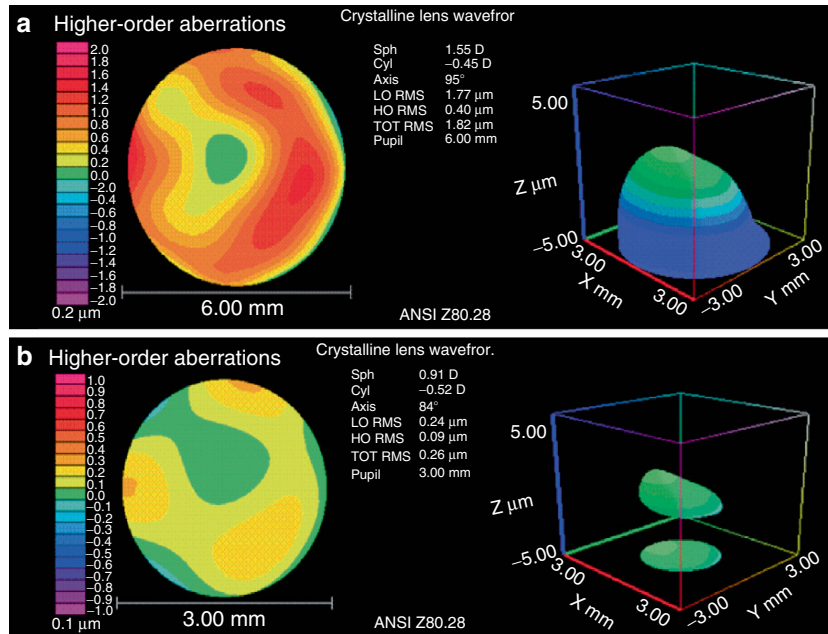 a Higher-order aberrations
Crystalline lens wavefror
2.0
1.8
1.6
1.4
1.2
1.0
0.8
0.6
0.4
0.2
0.0
−2.0
−0.4
−0.6
−0.8
−1.0
−1.2
−1.4
−1.6
−1.8
−2.0
0.2 µm
6.00 mm
Sph 1.55 D
Cyl −0.45 D
Axis 95°
LO RMS 1.77 µm
HO RMS 0.40 µm
TOT RMS 1.82 µm
Pupil 6.00 mm
ANSI Z80.28
5.00
Z µm
−5.00
3.00
X mm
3.00
−3.00
Y mm
3.00
b Higher-order aberrations
Crystalline lens wavefror.
1.0
0.9
0.8
0.7
0.6
0.5
0.4
0.3
0.2
0.1
0.0
−0.1
−0.2
−0.3
−0.4
−0.5
−0.6
−0.7
−0.8
−0.9
−1.0
0.1 µm
3.00 mm
Sph 0.91 D
Cyl −0.52 D
Axis 84°
LO RMS 0.24 µm
HO RMS 0.09 µm
TOT RMS 0.26 µm
Pupil 3.00 mm
ANSI Z80.28
5.00
Z µm
−5.00
3.00
X mm
3.00
−3.00
Y mm
3.00